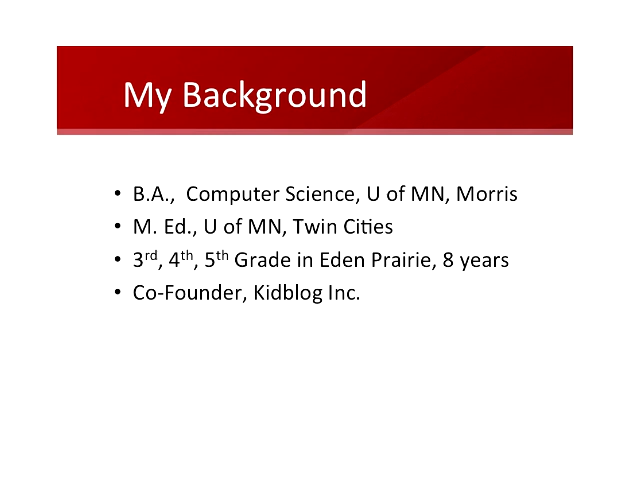 My Background
• B.A.,  Computer Science, U of MN, Morris
• M. Ed., U of MN, Twin Cities
• 3rd, 4th, 5th Grade in Eden Prairie, 8 years
• Co-Founder, Kidblog Inc.